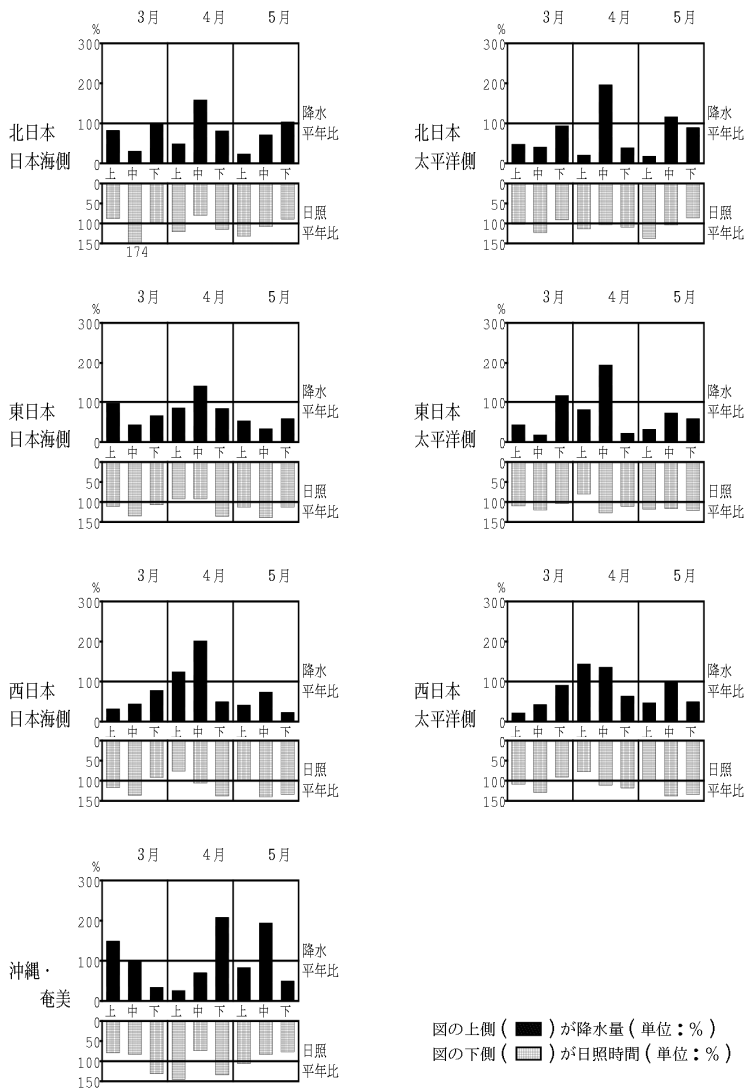 3月 4月 5月
%
300
200
100
0
降水
平年比
北日本
日本海側
上 中 下 上 中 下 上 中 下
0
50
100
150
日照
平年比
174
3月 4月 5月
%
300
200
100
0
降水
平年比
北日本
太平洋側
上 中 下 上 中 下 上 中 下
0
50
100
150
日照
平年比
3月 4月 5月
%
300
200
100
0
降水
平年比
東日本
日本海側
上 中 下 上 中 下 上 中 下
0
50
100
150
日照
平年比
3月 4月 5月
%
300
200
100
0
降水
平年比
東日本
太平洋側
上 中 下 上 中 下 上 中 下
0
50
100
150
日照
平年比
3月 4月 5月
%
300
200
100
0
降水
平年比
西日本
日本海側
上 中 下 上 中 下 上 中 下
0
50
100
150
日照
平年比
3月 4月 5月
%
300
200
100
0
降水
平年比
西日本
太平洋側
上 中 下 上 中 下 上 中 下
0
50
100
150
日照
平年比
3月 4月 5月
%
300
200
100
0
降水
平年比
沖縄・
奄美
上 中 下 上 中 下 上 中 下
0
50
100
150
日照
平年比
図の上側(■)が降水量(単位:%)
図の下側( )が日照時間(単位:%)